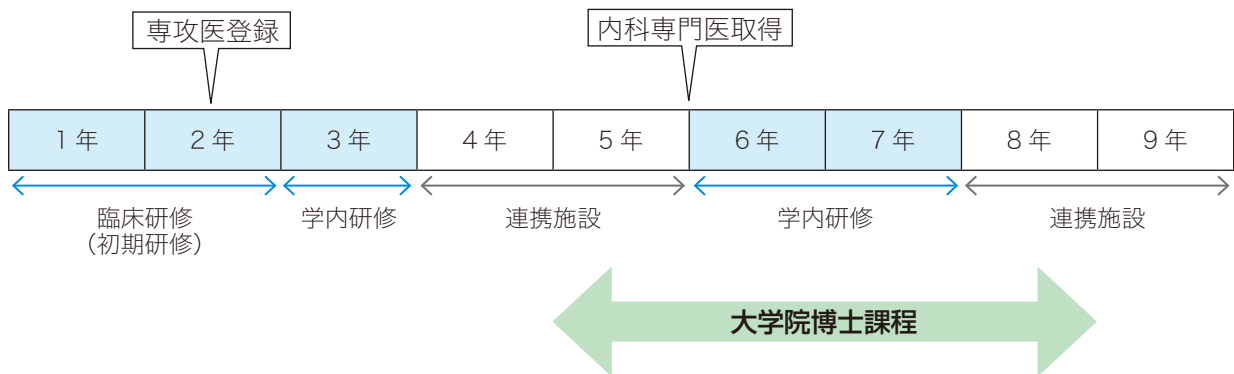 専攻医登録
内科専門医取得
1 年 2 年 3 年 4 年 5 年 6 年 7 年 8 年 9 年
臨床研修 学内研修 連携施設 学内研修 連携施設
（初期研修）
大学院博士課程